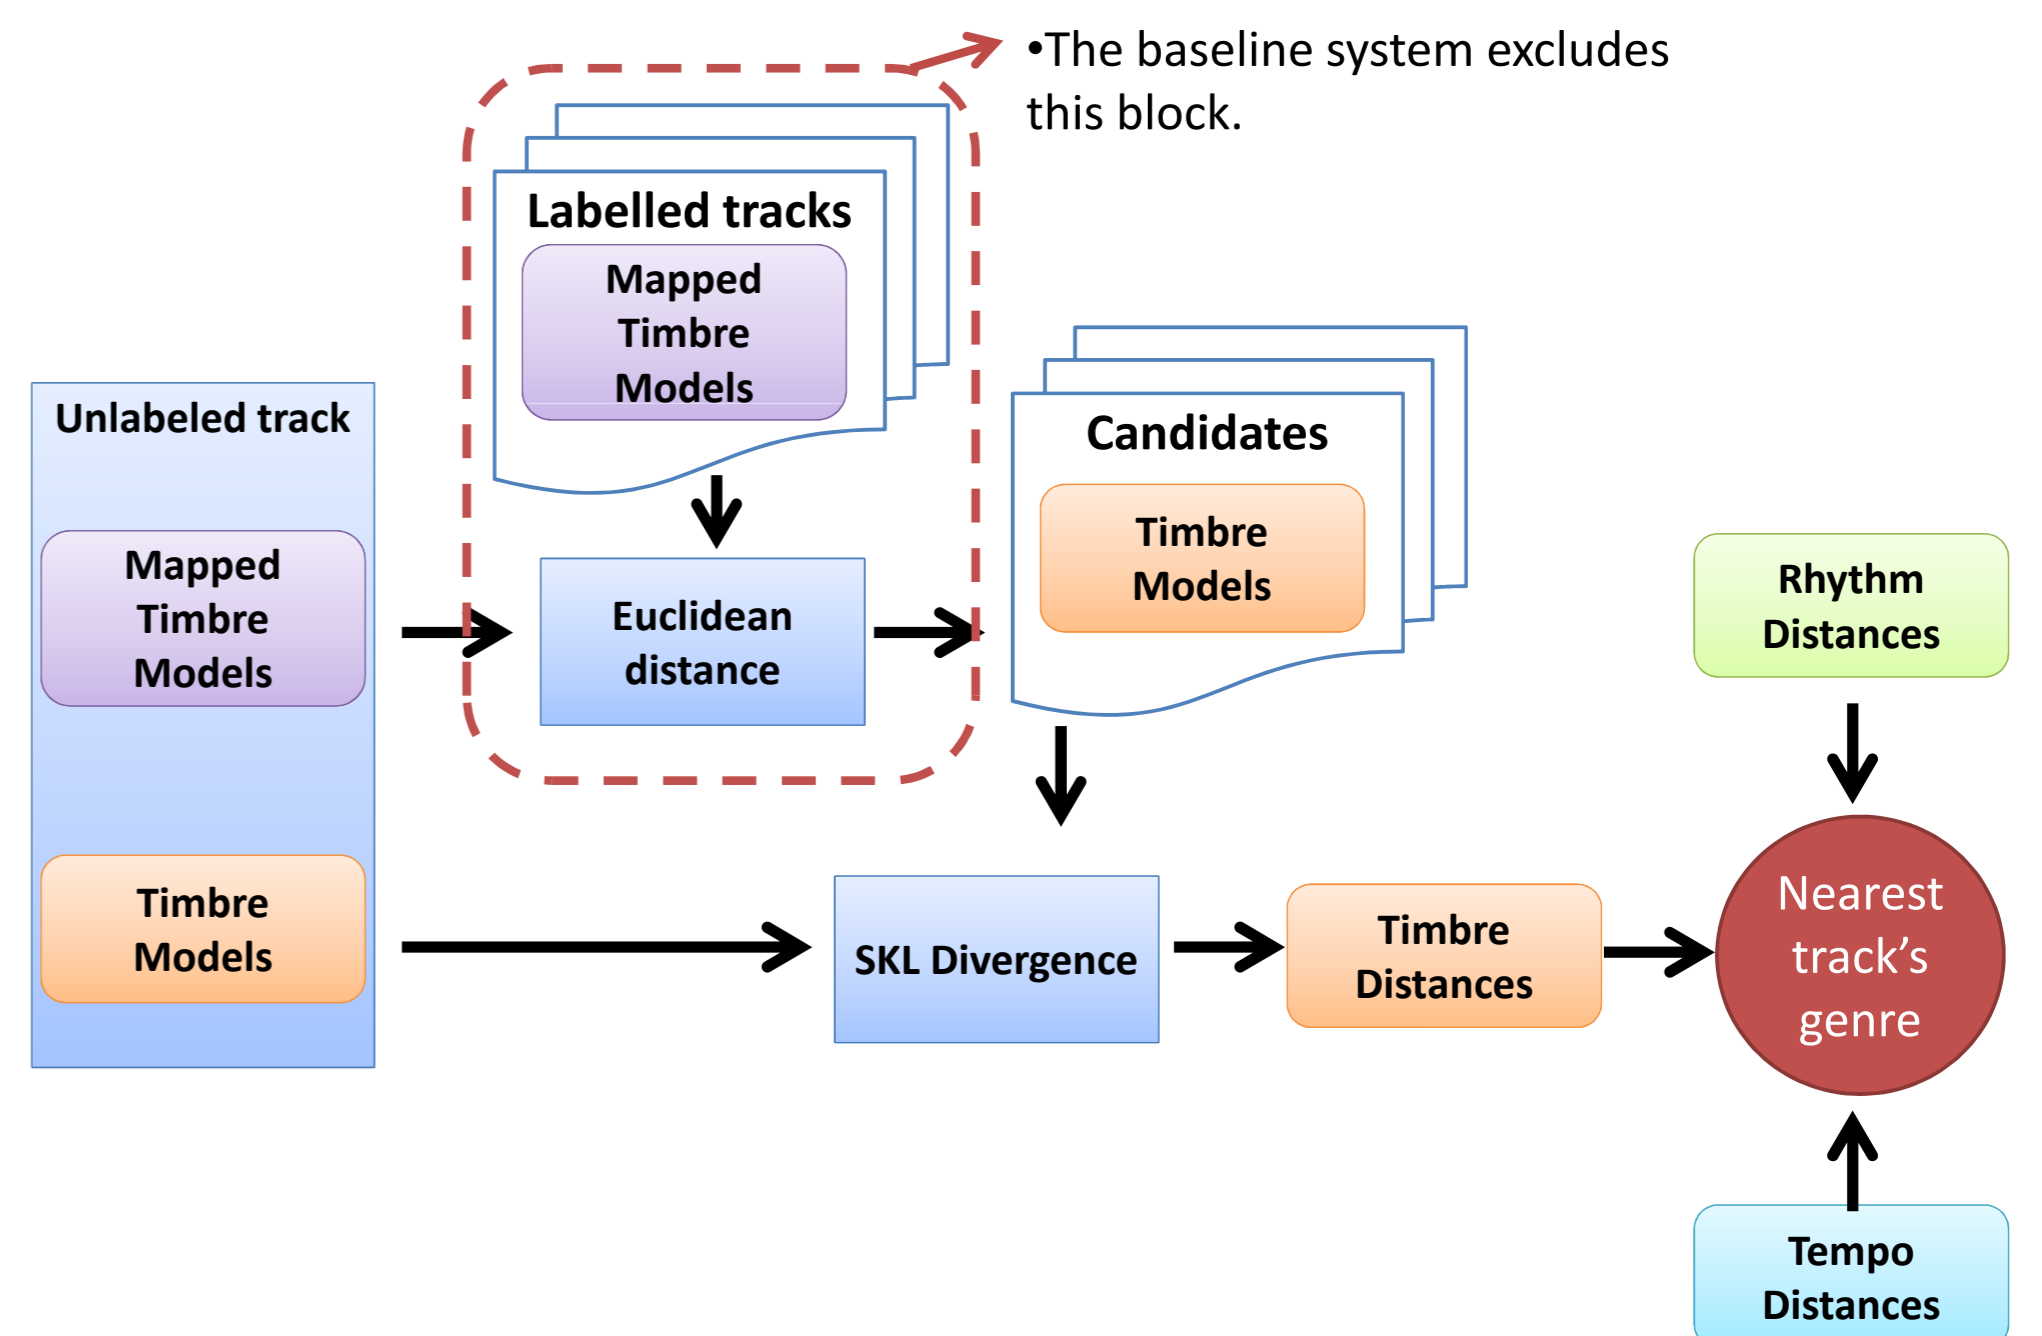 •The baseline system excludes
this block.
Labelled tracks
Mapped
Timbre
Models
Unlabeled track
Mapped
Timbre
Models
Timbre
Models
Euclidean
distance
Candidates
Timbre
Models
SKL Divergence
Timbre
Distances
Rhythm
Distances
Nearest
track’s
genre
Tempo
Distances